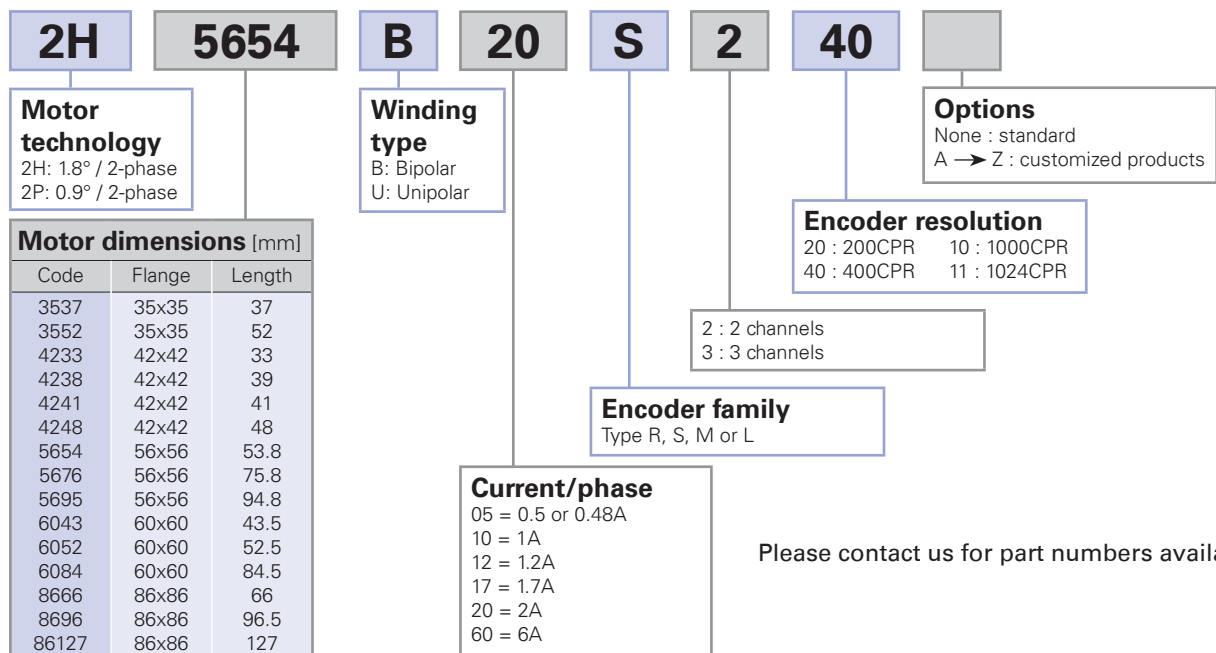 2H 5654 B 20 S 2 40
Motor
technology
2H: 1.8° / 2-phase
2P: 0.9° / 2-phase
Winding
type
B: Bipolar
U: Unipolar
Options
None : standard
A → Z : customized products
Motor dimensions [mm]
Code Flange Length
3537 35x35 37
3552 35x35 52
4233 42x42 33
4238 42x42 39
4241 42x42 41
4248 42x42 48
5654 56x56 53.8
5676 56x56 75.8
5695 56x56 94.8
6043 60x60 43.5
6052 60x60 52.5
6084 60x60 84.5
8666 86x86 66
8696 86x86 96.5
86127 86x86 127
Encoder resolution
20 : 200CPR 10 : 1000CPR
40 : 400CPR 11 : 1024CPR
2 : 2 channels
3 : 3 channels
Encoder family
Type R, S, M or L
Current/phase
05 = 0.5 or 0.48A
10 = 1A
12 = 1.2A
17 = 1.7A
20 = 2A
60 = 6A
Please contact us for part numbers